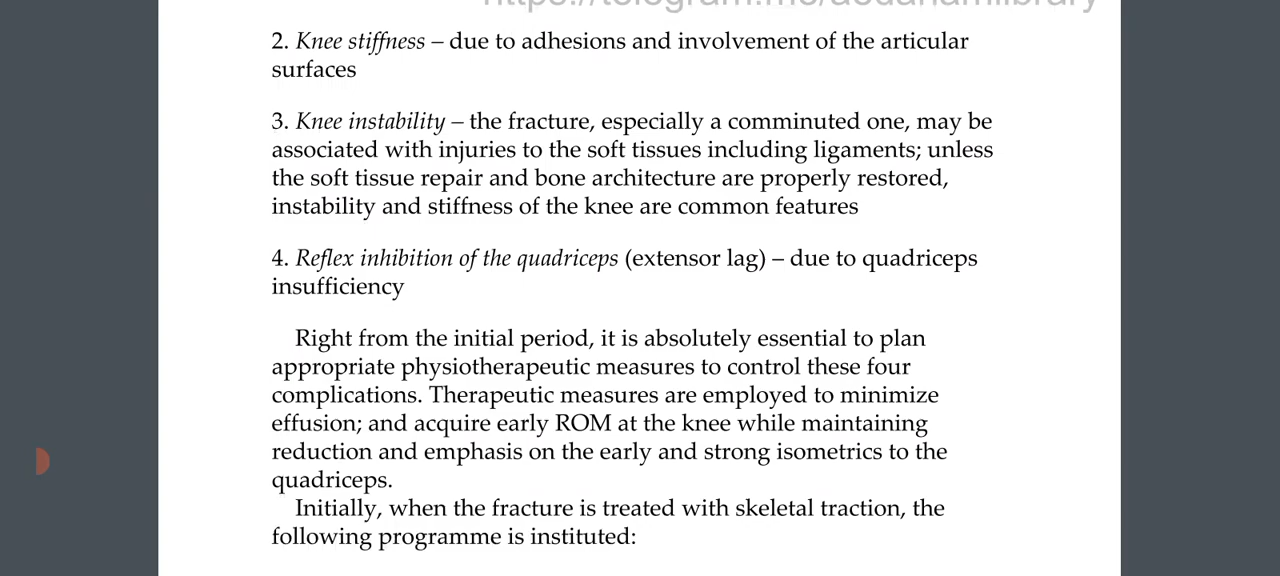 2. Knee stiffness – due to adhesions and involvement of the articular
surfaces
3. Knee instability – the fracture, especially a comminuted one, may be
associated with injuries to the soft tissues including ligaments; unless
the soft tissue repair and bone architecture are properly restored,
instability and stiffness of the knee are common features
4. Reflex inhibition of the quadriceps (extensor lag) – due to quadriceps
insufficiency
Right from the initial period, it is absolutely essential to plan
appropriate physiotherapeutic measures to control these four
complications. Therapeutic measures are employed to minimize
effusion; and acquire early ROM at the knee while maintaining
reduction and emphasis on the early and strong isometrics to the
quadriceps.
Initially, when the fracture is treated with skeletal traction, the
following programme is instituted: